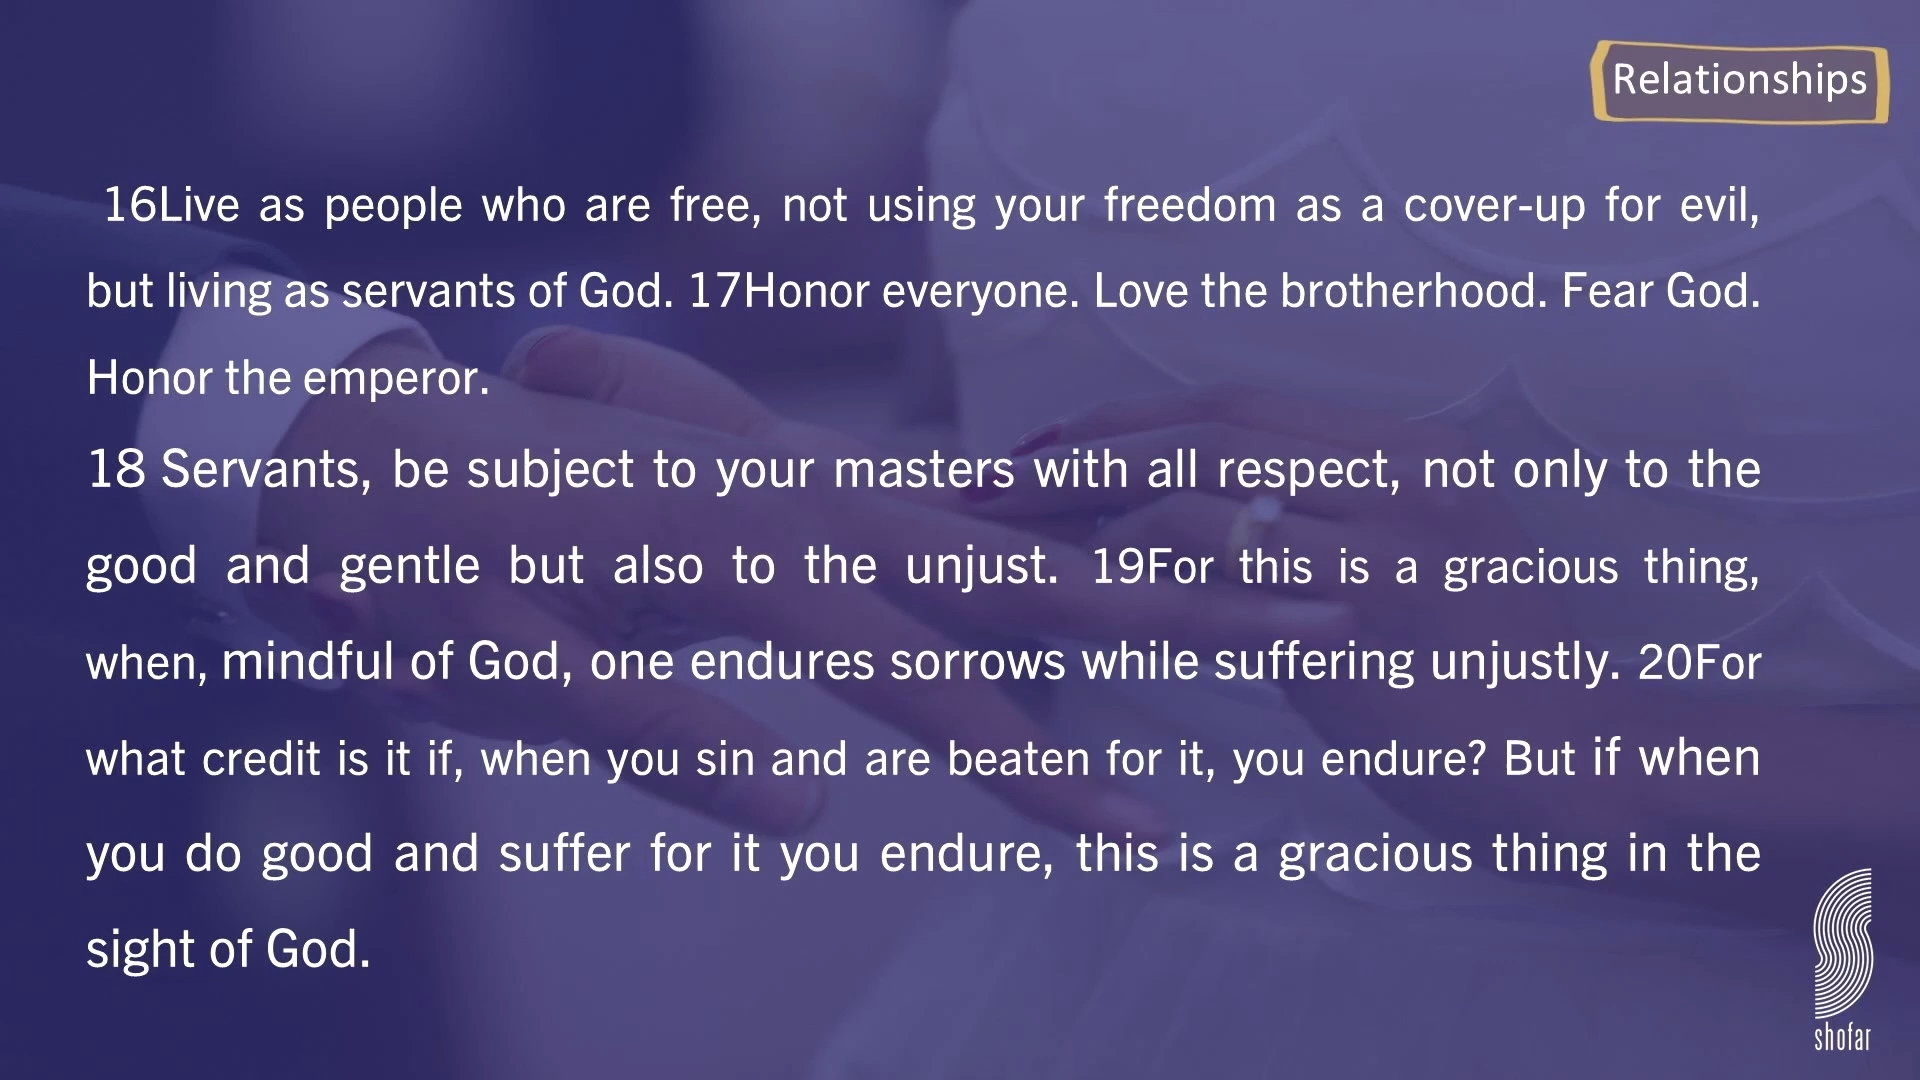 Relationships
16Live as people who are free, not using your freedom as a cover-up for evil,
but living as servants of God. 17Honor everyone. Love the brotherhood. Fear God.
Honor the emperor.
18 Servants, be subject to your masters with all respect, not only to the
good and gentle but also to the unjust. 19For this is a gracious thing,
when, mindful of God, one endures sorrows while suffering unjustly. 20For
what credit is it if, when you sin and are beaten for it, you endure? But if when
you do good and suffer for it you endure, this is a gracious thing in the
sight of God.
shofar